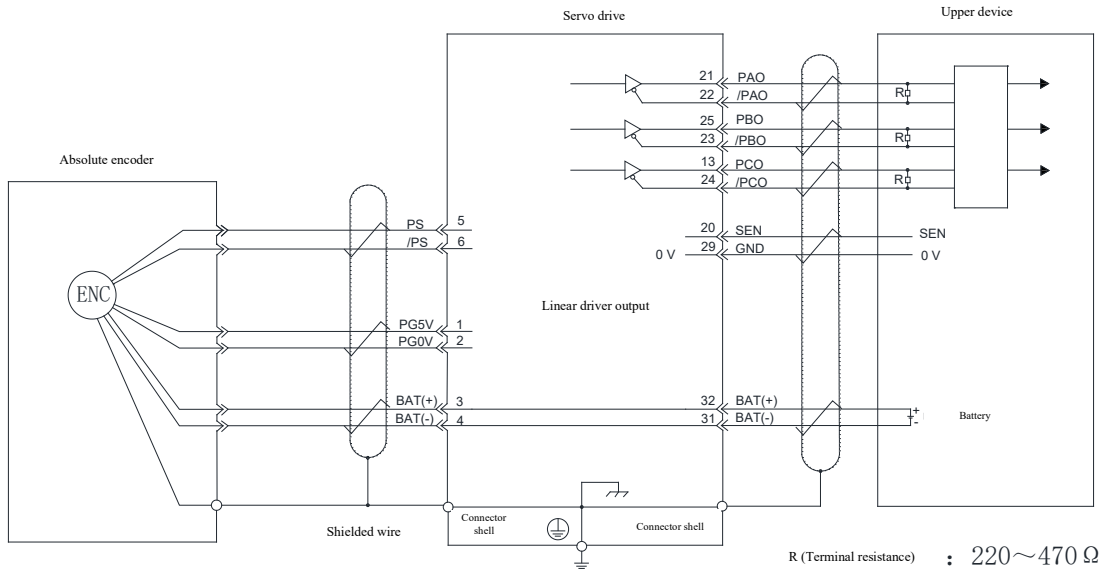 Servo drive
Upper device
Absolute encoder
21 PAO
22 /PAO
R
25 PBO
23 /PBO
R
13 PCO
24 /PCO
R
PS 5
/PS 6
20 SEN SEN
0 V 29 GND 0 V
ENC
Linear driver output
PG5V 1
PG0V 2
BAT(+) 3
BAT(-) 4
32 BAT(+)
31 BAT(-)
+
-
Battery
Connector
shell
Connector shell
Shielded wire
R (Terminal resistance) : 220~470 Ω